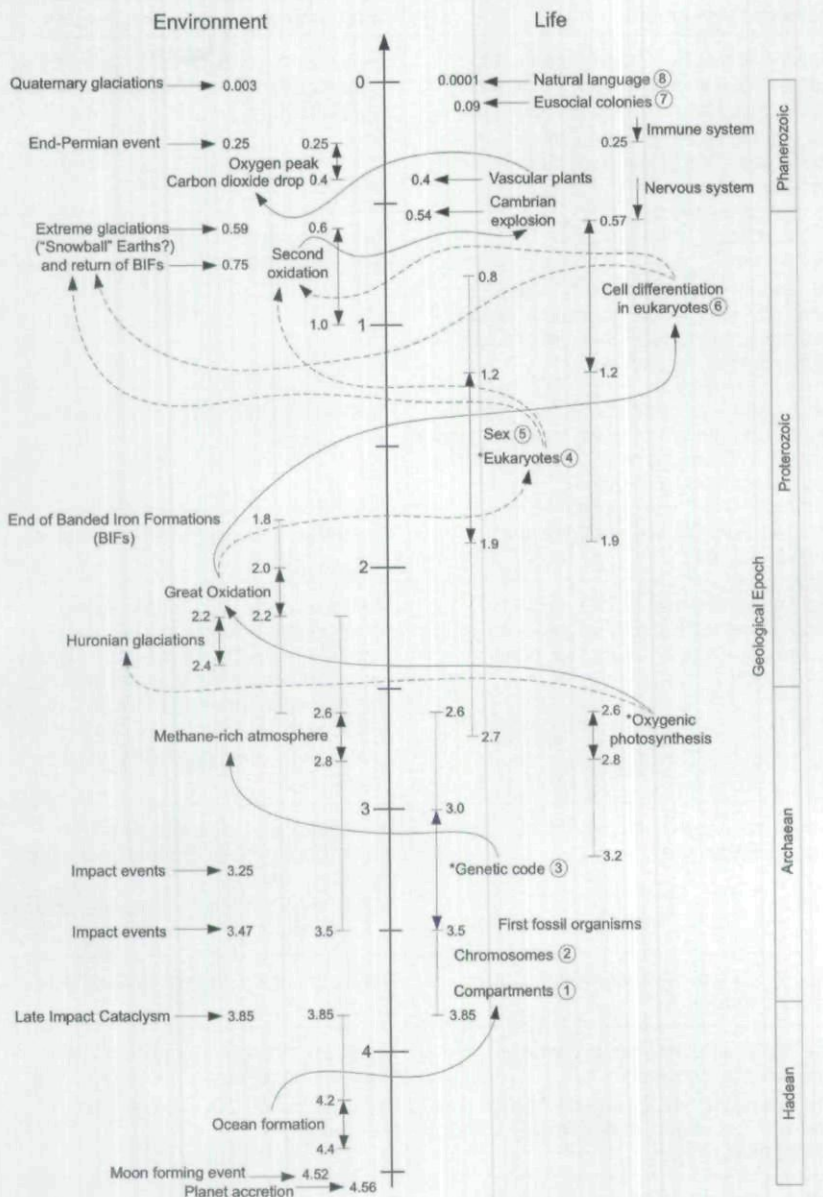 Environment Life
0
Quaternary glaciations 0.003
0.0001 Natural language 8
0.09 Eusocial colonies 7
Immune system
0.25
End-Permian event 0.25
0.25
Oxygen peak
Carbon dioxide drop 0.4
0.4 Vascular plants
Nervous system
0.54 Cambrian
explosion
0.57
Extreme glaciations 0.59
("Snowball" Earths?)
and return of BIFs 0.75
0.6
Second
oxidation
1.0
0.8
Cell differentiation
in eukaryotes 6
1
1.2
1.2
Sex 5
*Eukaryotes 4
End of Banded Iron Formations
(BIFs)
1.8
1.9
1.9
2.0
2
Great Oxidation
2.2 2.2
Huronian glaciations
2.4
2.6
Methane-rich atmosphere
2.8
2.6
2.7
2.6
*Oxygenic
photosynthesis
2.8
3
3.0
3.2
Impact events 3.25
*Genetic code 3
Impact events 3.47
3.5
3.5
First fossil organisms
Chromosomes 2
Compartments 1
Late Impact Cataclysm 3.85
3.85
3.85
4
4.2
Ocean formation
4.4
Moon forming event 4.52
Planet accretion 4.56
Geological Epoch
Phanerozoic
Proterozoic
Archaean
Hadean